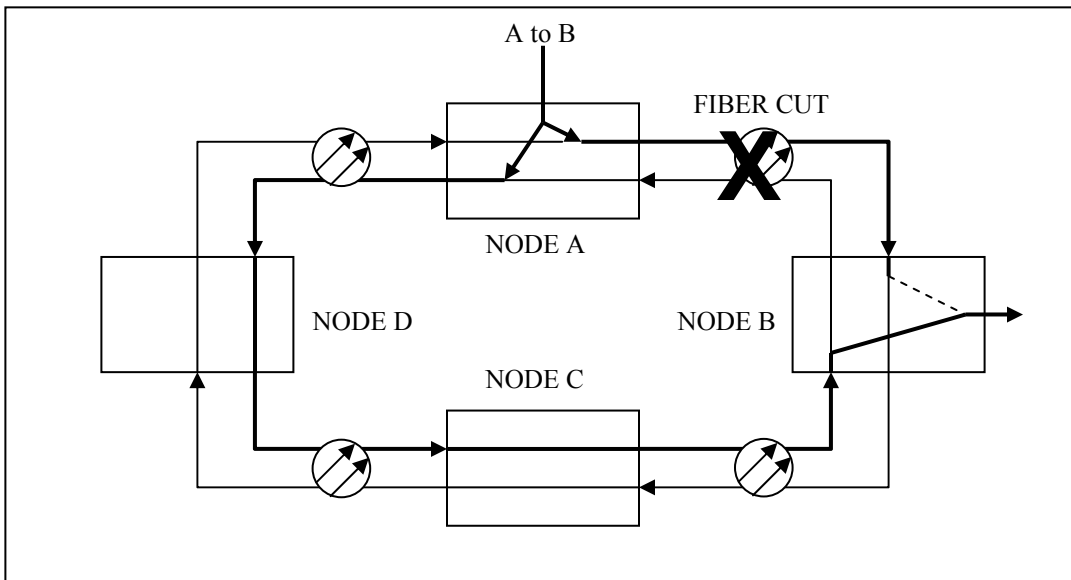 A to B
FIBER CUT
NODE A
NODE D
NODE B
NODE C